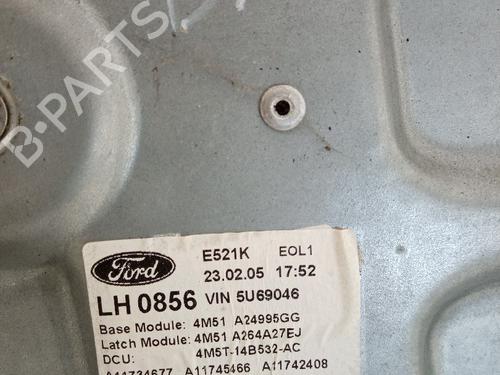 Ford E521K EOL1
23.02.05 17:52
LH 0856 VIN 5U69046
Base Module: 4M51 A24995GG
Latch Module: 4M51 A264A27EJ
DCU: 4M5T-14B532-AC
A11734677 A11745466 A11742408